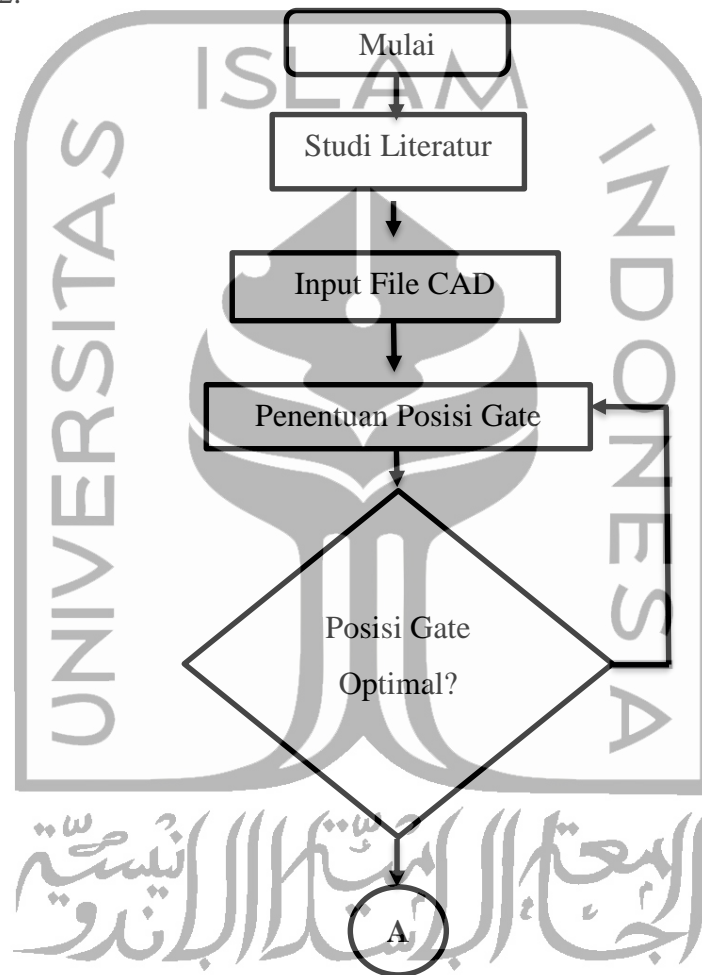 Mulai
ISLAM
UNIVERSITAS
INDONESIA
Studi Literatur
Input File CAD
Penentuan Posisi Gate
Posisi Gate
Optimal?
A